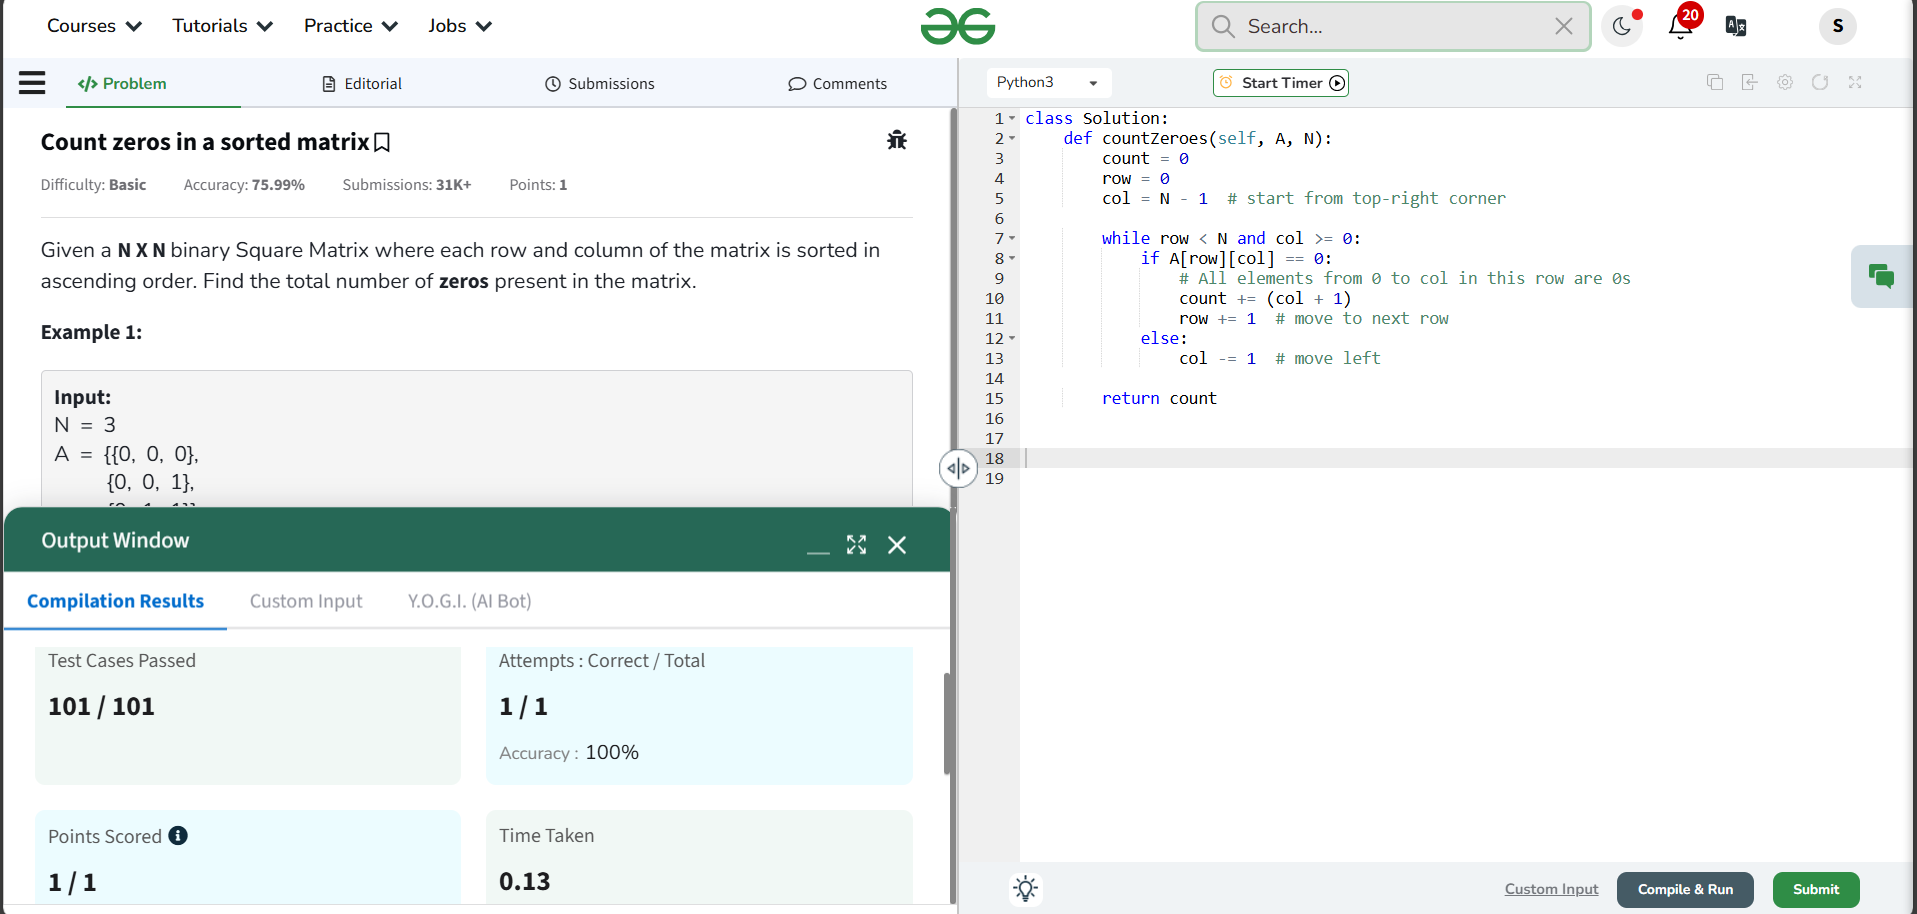 Courses Tutorials Practice Jobs
Search...
20
S
Problem Editorial Submissions Comments
Python3 Start Timer
Count zeros in a sorted matrix
Difficulty: Basic Accuracy: 75.99% Submissions: 31K+ Points: 1
Given a N X N binary Square Matrix where each row and column of the matrix is sorted in
ascending order. Find the total number of zeros present in the matrix.
Example 1:
Input:
N = 3
A = {{0, 0, 0},
{0, 0, 1},
Output Window
Compilation Results Custom Input Y.O.G.I. (AI Bot)
Test Cases Passed
101 / 101
Attempts : Correct / Total
1 / 1
Accuracy : 100%
Points Scored
1 / 1
Time Taken
0.13
1 class Solution:
2     def countZeroes(self, A, N):
3         count = 0
4         row = 0
5         col = N - 1  # start from top-right corner
6
7         while row < N and col >= 0:
8             if A[row][col] == 0:
9                 # All elements from 0 to col in this row are 0s
10                 count += (col + 1)
11                 row += 1  # move to next row
12             else:
13                 col -= 1  # move left
14
15         return count
16
17
18
19
Custom Input Compile & Run Submit